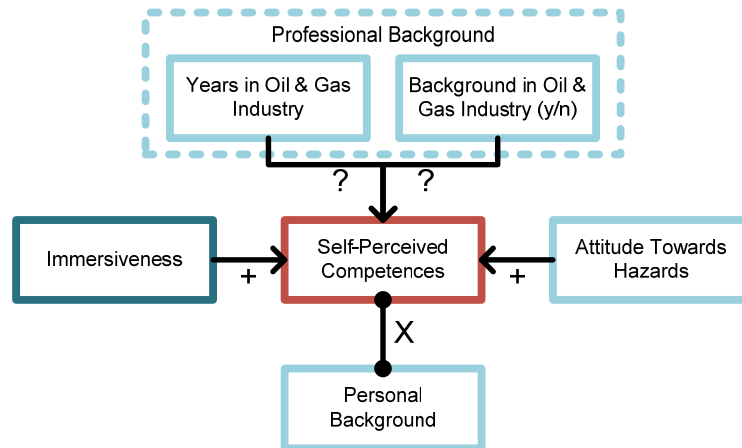 Professional Background
Years in Oil & Gas
Industry
Background in Oil &
Gas Industry (y/n)
? ?
Immersiveness
+
Self-Perceived
Competences
+
Attitude Towards
Hazards
X
Personal
Background